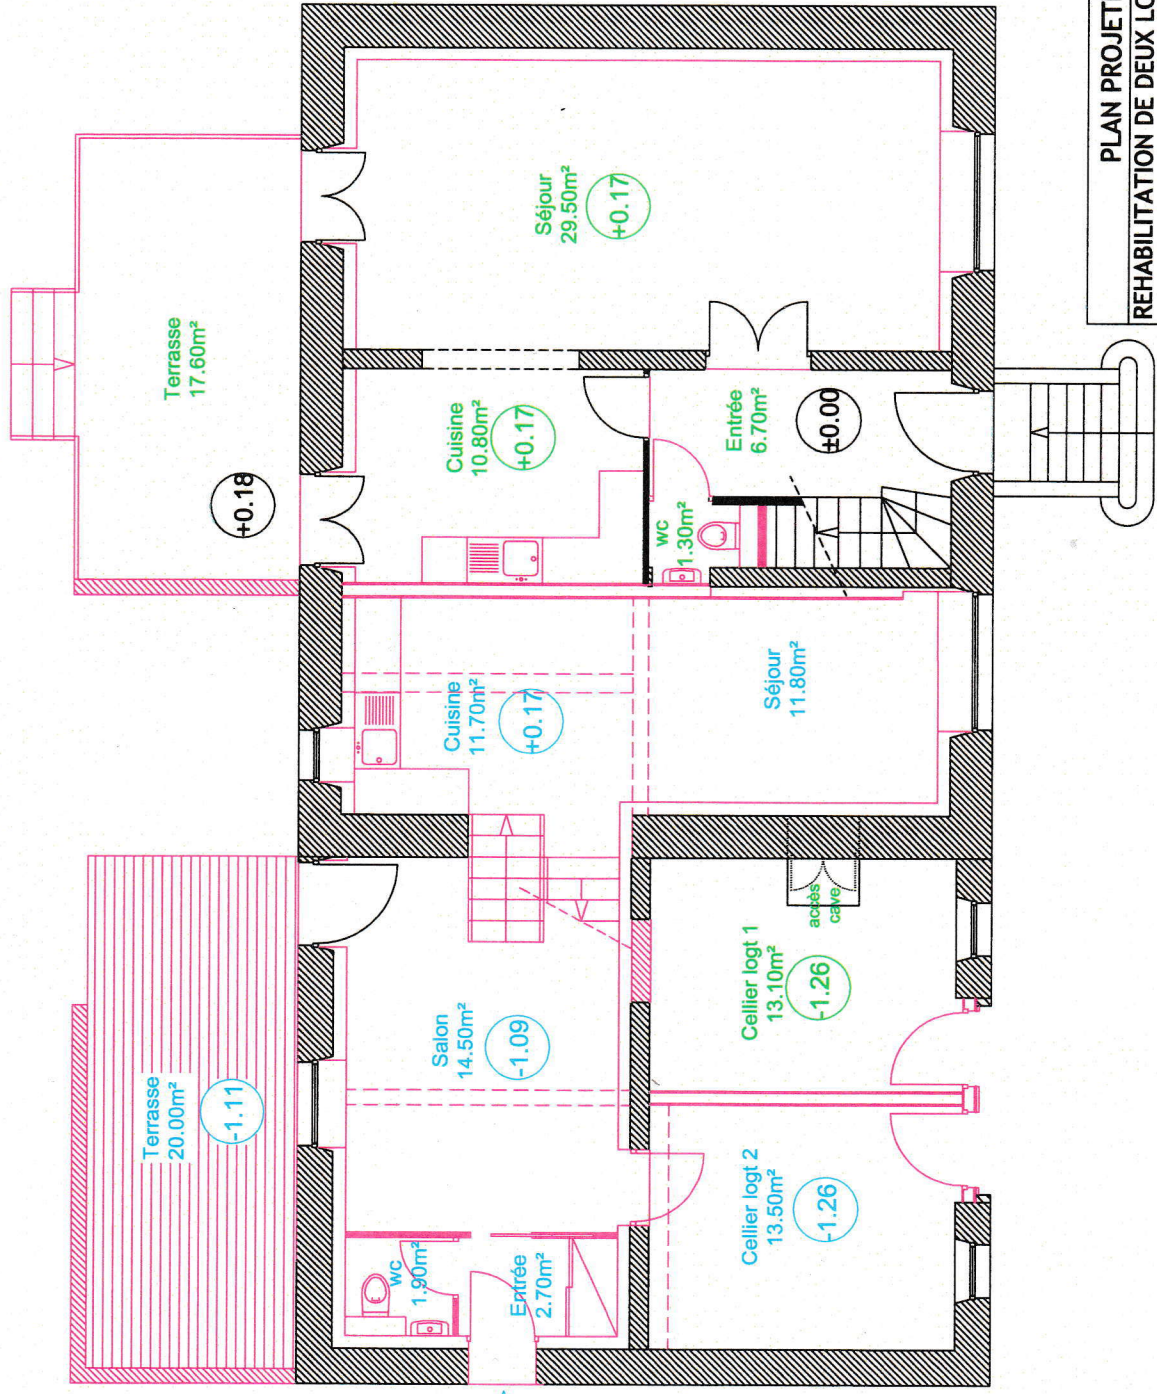 Terrasse
17.60m²
+0.18
Séjour
29.50m²
+0.17
Cuisine
10.80m²
+0.17
Entrée
6.70m²
±0.00
wc
1.30m²
Cuisine
11.70m²
+0.17
Séjour
11.80m²
Terrasse
20.00m²
-1.11
Salon
14.50m²
-1.09
accès
cave
Cellier logt 1
13.10m²
-1.26
Cellier logt 2
13.50m²
-1.26
wc
1.90m²
Entrée
2.70m²
PLAN PROJET
REHABILITATION DE DEUX LO